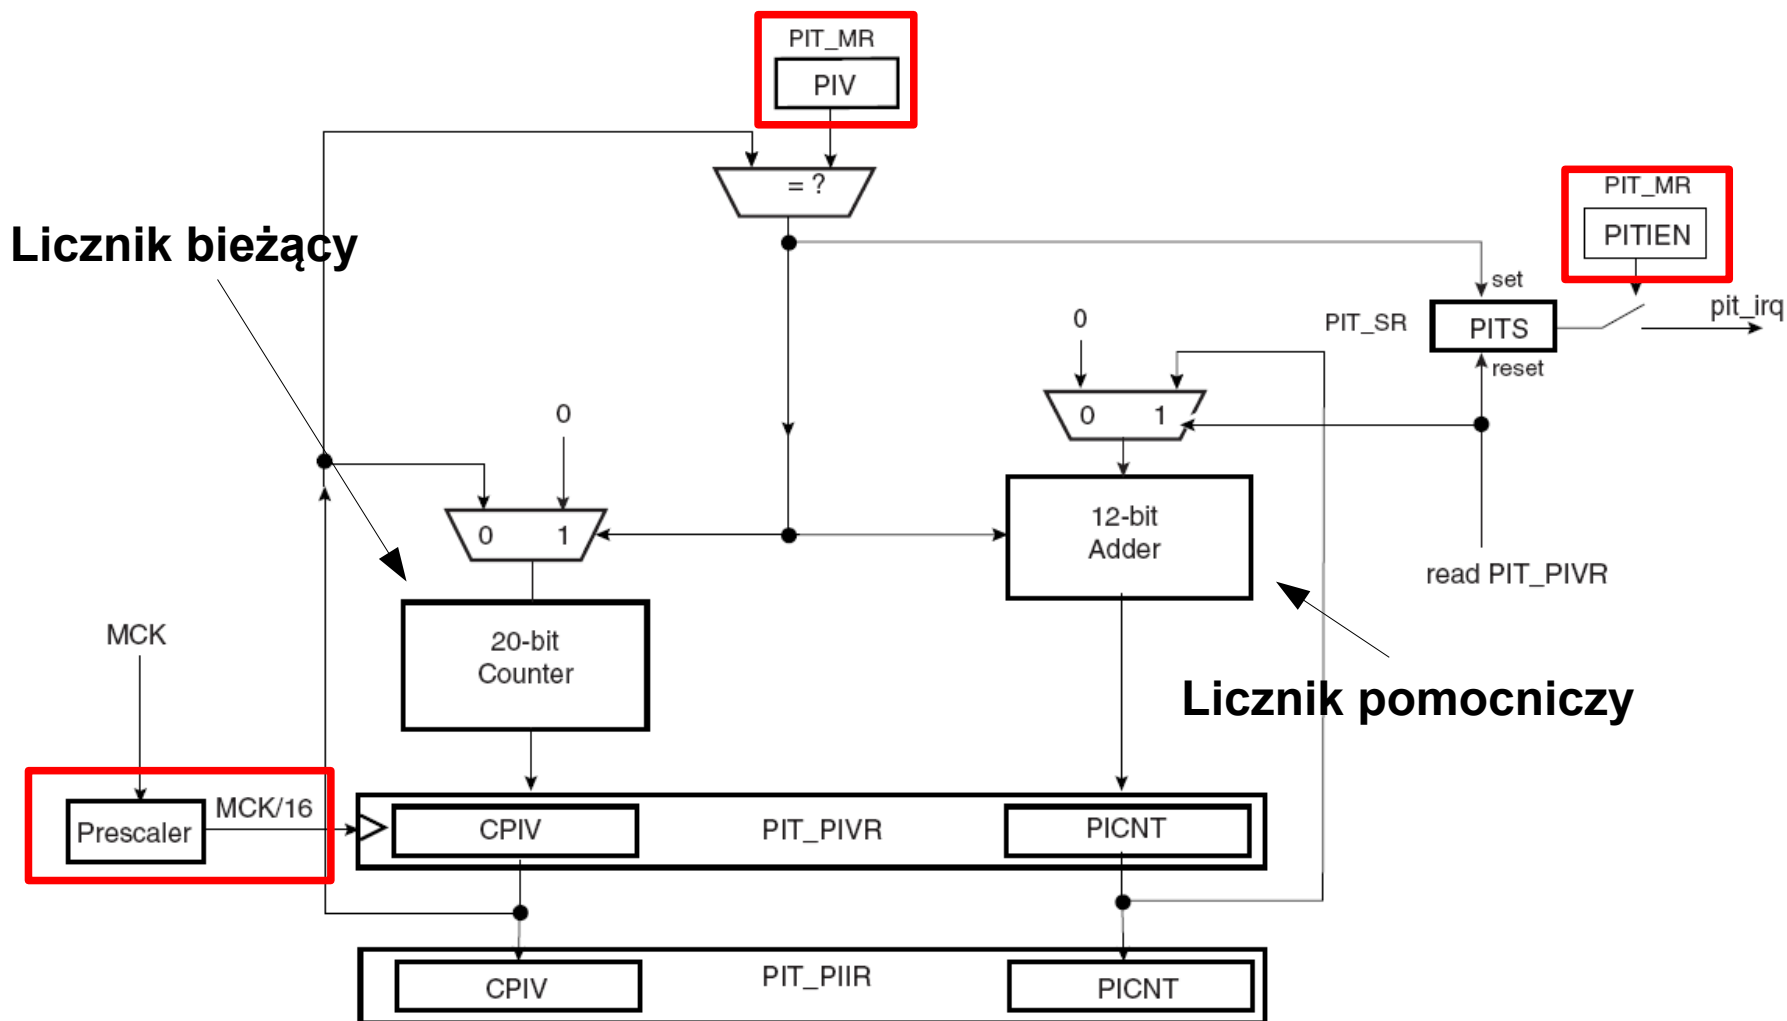 PIT_MR
PIV
= ?
PIT_MR
PITIEN
Licznik bieżący
set
pit_irq
PIT_SR
PITS
0
reset
0
0 1
0 1
12-bit
Adder
read PIT_PIVR
MCK
20-bit
Counter
Licznik pomocniczy
MCK/16
Prescaler
CPIV
PIT_PIVR
PICNT
CPIV
PIT_PIIR
PICNT